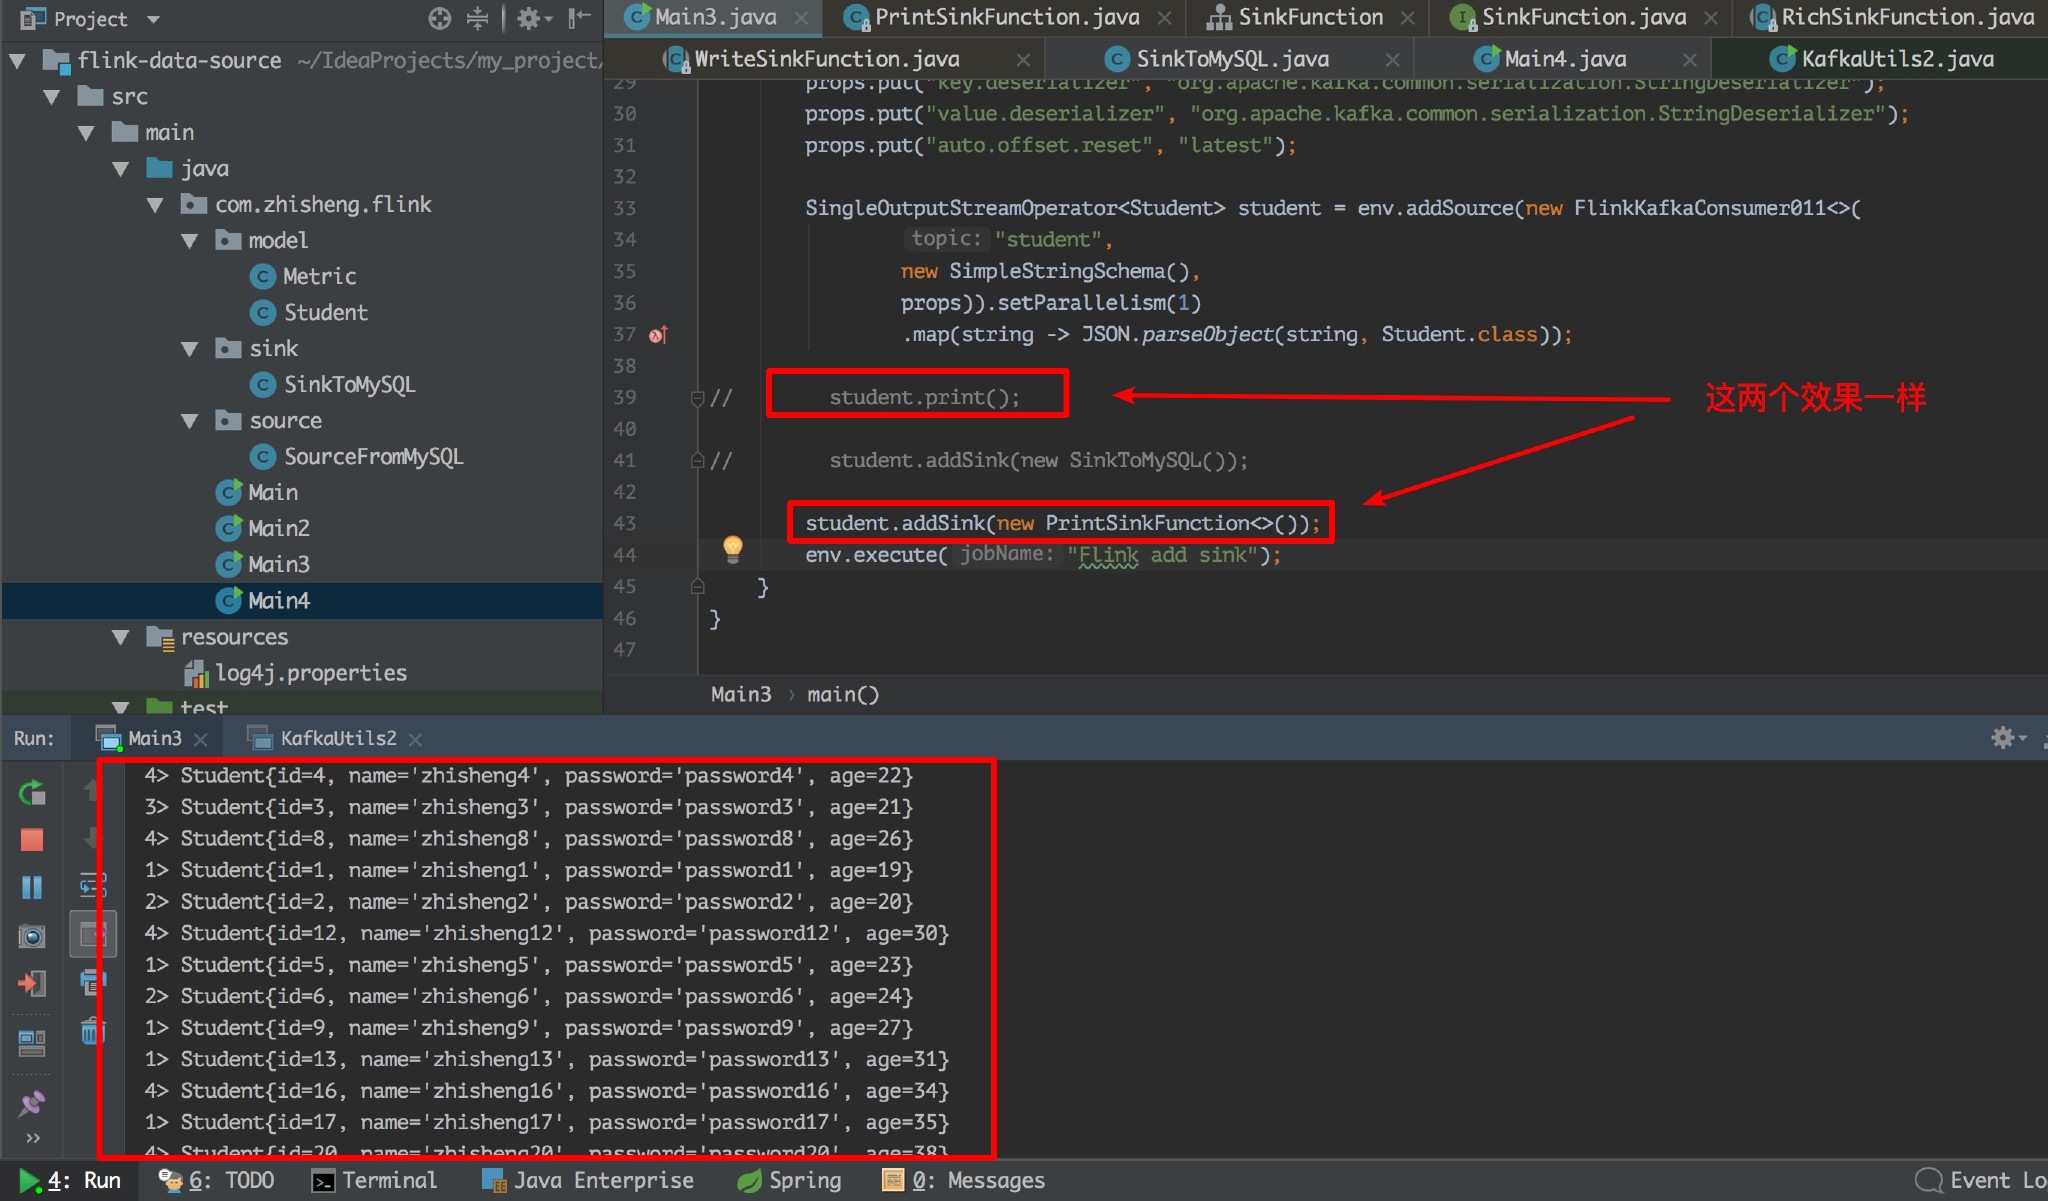 Project
Main3.java
PrintSinkFunction.java
SinkFunction
SinkFunction.java
RichSinkFunction.java
WriteSinkFunction.java
SinkToMySQL.java
Main4.java
KafkaUtils2.java
flink-data-source ~/IdeaProjects/my_project/
src
main
java
com.zhisheng.flink
model
Metric
Student
sink
SinkToMySQL
source
SourceFromMySQL
Main
Main2
Main3
Main4
resources
log4j.properties
test
29 props.put("key.deserializer", "org.apache.kafka.common.serialization.StringDeserializer");
30 props.put("value.deserializer", "org.apache.kafka.common.serialization.StringDeserializer");
31 props.put("auto.offset.reset", "latest");
32
33 SingleOutputStreamOperator<Student> student = env.addSource(new FlinkKafkaConsumer011<>(
34 topic: "student",
35 new SimpleStringSchema(),
36 props)).setParallelism(1)
37 .map(string -> JSON.parseObject(string, Student.class));
38
39 // student.print();
这两个效果一样
40
41 // student.addSink(new SinkToMySQL());
42
43 student.addSink(new PrintSinkFunction<>());
44 env.execute( jobName: "Flink add sink");
45 }
46 }
47
Main3 › main()
Run: Main3 KafkaUtils2
4> Student{id=4, name='zhisheng4', password='password4', age=22}
3> Student{id=3, name='zhisheng3', password='password3', age=21}
4> Student{id=8, name='zhisheng8', password='password8', age=26}
1> Student{id=1, name='zhisheng1', password='password1', age=19}
2> Student{id=2, name='zhisheng2', password='password2', age=20}
4> Student{id=12, name='zhisheng12', password='password12', age=30}
1> Student{id=5, name='zhisheng5', password='password5', age=23}
2> Student{id=6, name='zhisheng6', password='password6', age=24}
1> Student{id=9, name='zhisheng9', password='password9', age=27}
1> Student{id=13, name='zhisheng13', password='password13', age=31}
4> Student{id=16, name='zhisheng16', password='password16', age=34}
1> Student{id=17, name='zhisheng17', password='password17', age=35}
4> Student{id=20, name='zhisheng20', password='password20', age=38}
4: Run 6: TODO Terminal Java Enterprise Spring 0: Messages Event Lo